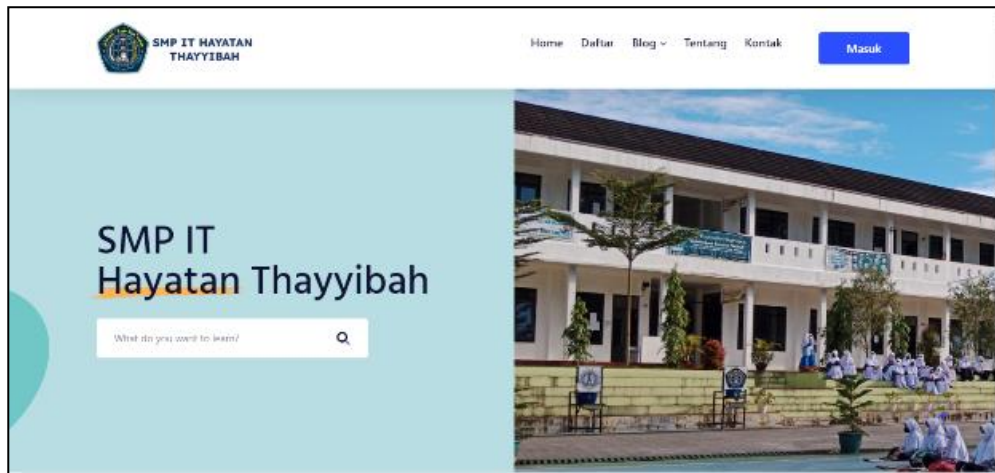 SMP IT HAYATAN
THAYYIBAH
Home Daftar Blog Tentang Kontak
Masuk
SMP IT
Hayatan Thayyibah
What do you want to learn?